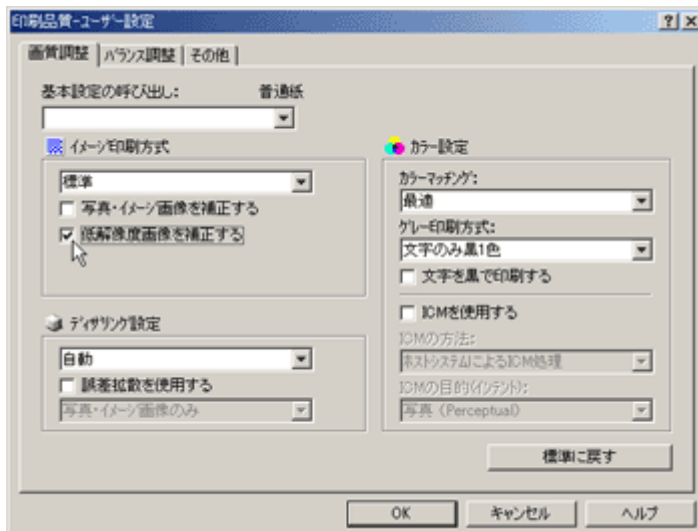 印刷品質-ユーザー設定
画質調整 バランス調整 その他
基本設定の呼び出し: 普通紙
イメージ印刷方式
標準
写真・イメージ画像を補正する
低解像度画像を補正する
ディザリング設定
自動
誤差拡散を使用する
写真・イメージ画像のみ
カラー設定
カラーマッチング:
最適
グレー印刷方式:
文字のみ黒1色
文字を黒で印刷する
ICMを使用する
ICMの方法:
ホストシステムによるICM処理
ICMの目的(インテント):
写真 (Perceptual)
標準に戻す
OK キャンセル ヘルプ